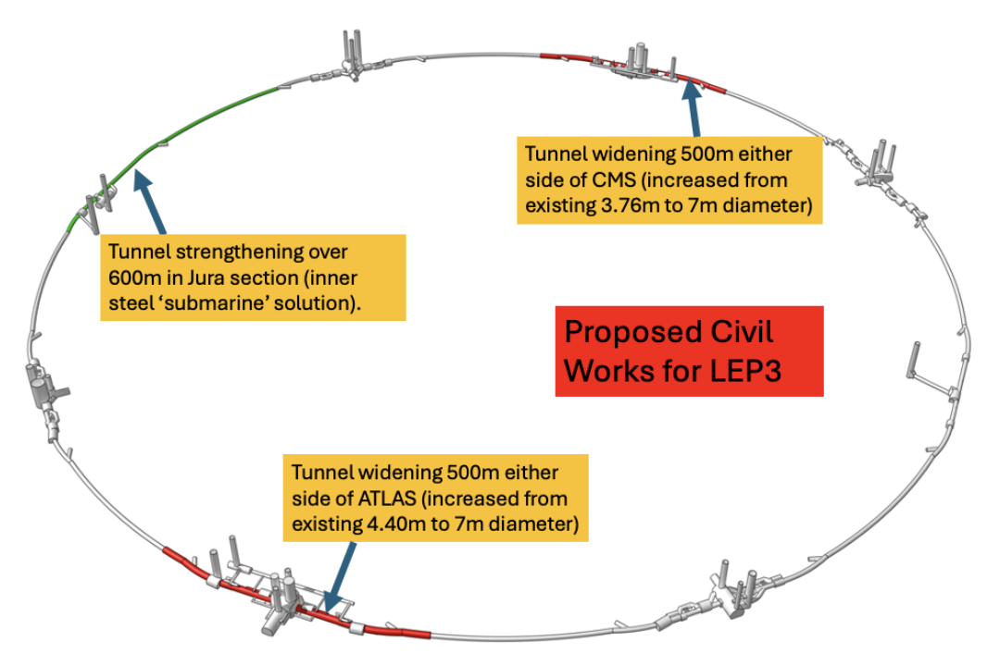 Tunnel widening 500m either
side of CMS (increased from
existing 3.76m to 7m diameter)
Tunnel strengthening over
600m in Jura section (inner
steel ‘submarine’ solution).
Proposed Civil
Works for LEP3
Tunnel widening 500m either
side of ATLAS (increased from
existing 4.40m to 7m diameter)